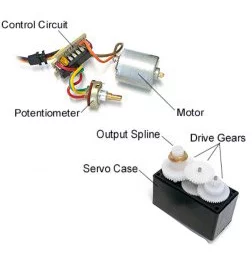 Control Circuit
Potentiometer
Motor
Output Spline
Drive Gears
Servo Case